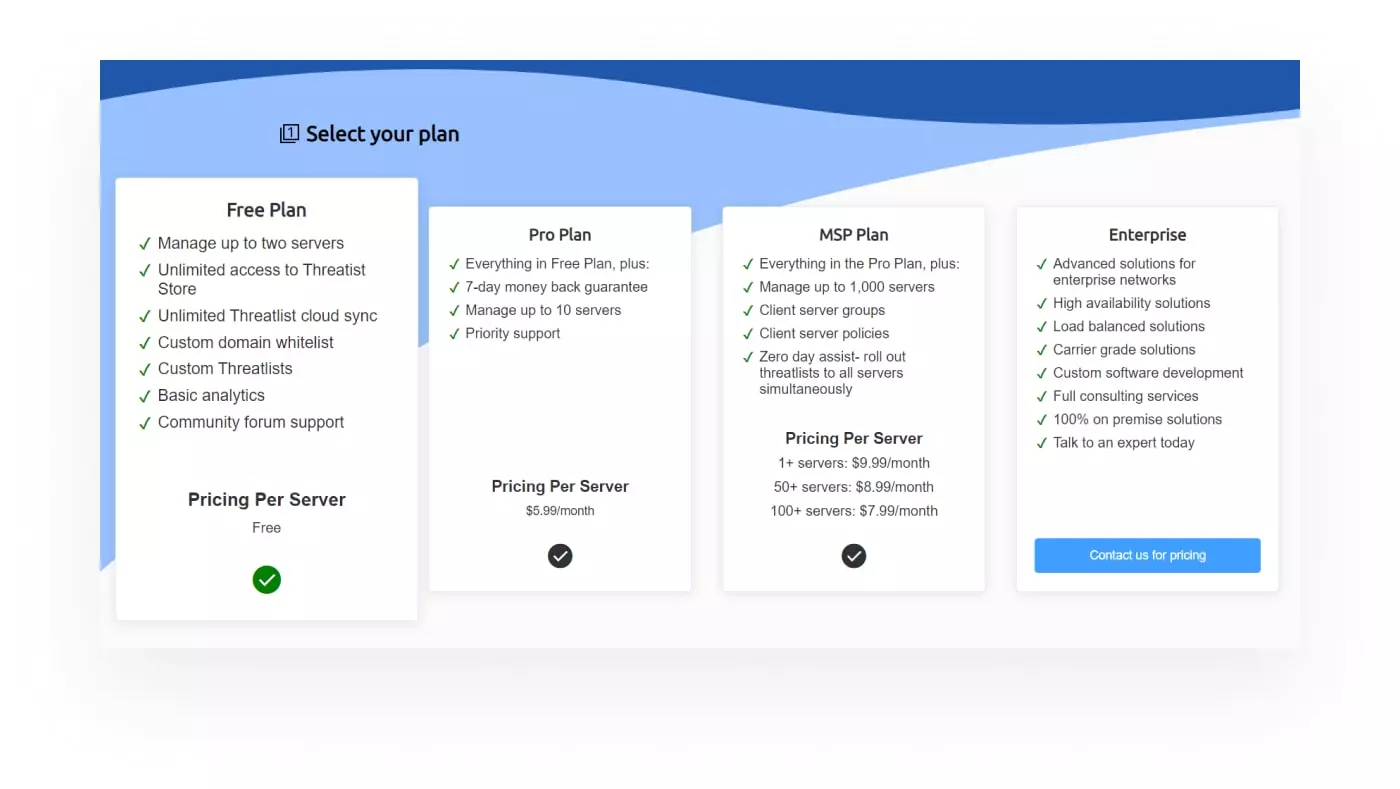 1 Select your plan
Free Plan
Manage up to two servers
Unlimited access to Threatist
Store
Unlimited Threatlist cloud sync
Custom domain whitelist
Custom Threatlists
Basic analytics
Community forum support
Pricing Per Server
Free
Pro Plan
Everything in Free Plan, plus:
7-day money back guarantee
Manage up to 10 servers
Priority support
Pricing Per Server
$5.99/month
MSP Plan
Everything in the Pro Plan, plus:
Manage up to 1,000 servers
Client server groups
Client server policies
Zero day assist- roll out
threatlists to all servers
simultaneously
Pricing Per Server
1+ servers: $9.99/month
50+ servers: $8.99/month
100+ servers: $7.99/month
Enterprise
Advanced solutions for
enterprise networks
High availability solutions
Load balanced solutions
Carrier grade solutions
Custom software development
Full consulting services
100% on premise solutions
Talk to an expert today
Contact us for pricing